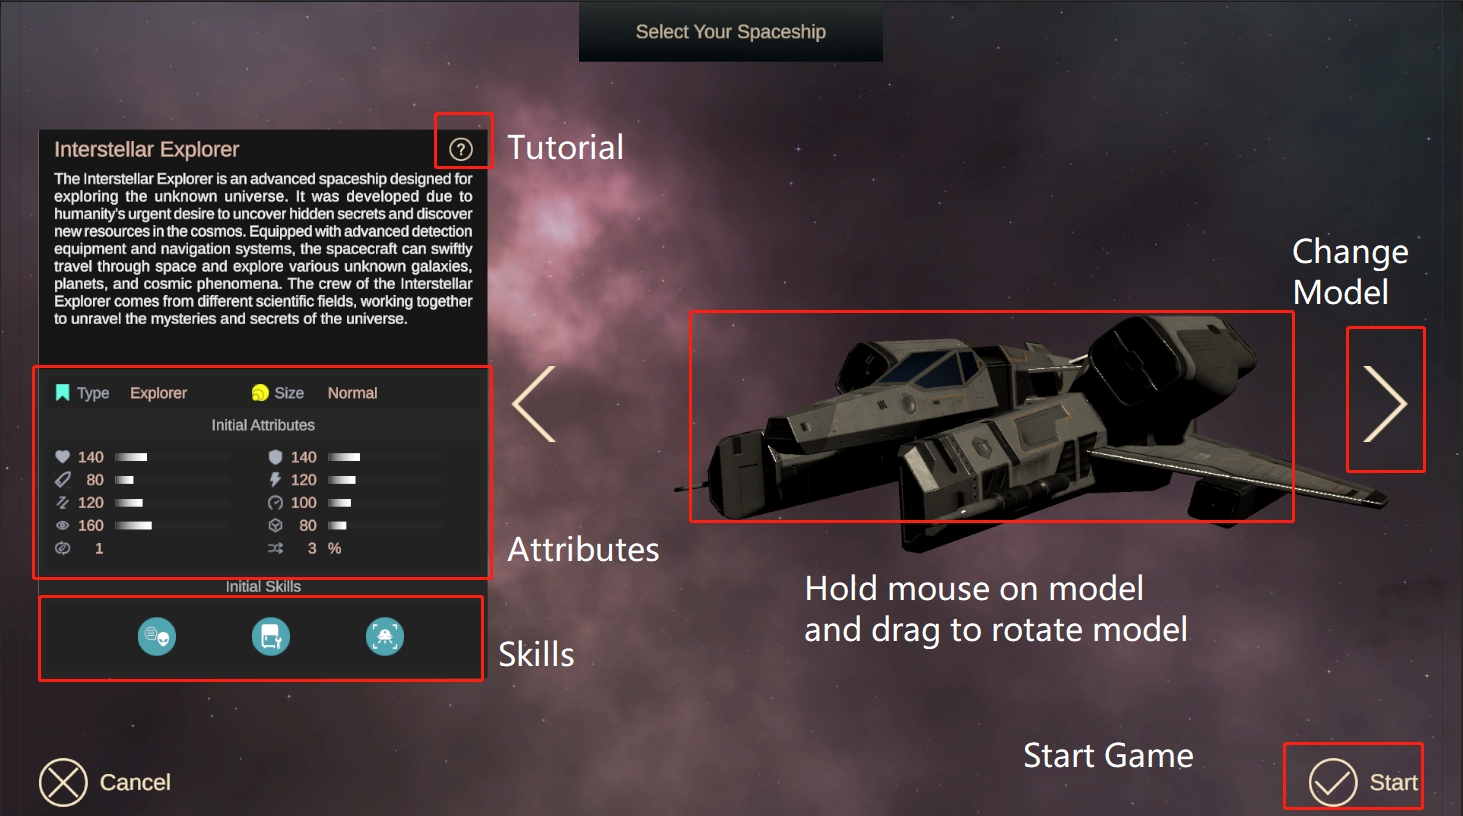 Select Your Spaceship
Interstellar Explorer
Tutorial
The Interstellar Explorer is an advanced spaceship designed for
exploring the unknown universe. It was developed due to
humanity's urgent desire to uncover hidden secrets and discover
new resources in the cosmos. Equipped with advanced detection
equipment and navigation systems, the spacecraft can swiftly
travel through space and explore various unknown galaxies,
planets, and cosmic phenomena. The crew of the Interstellar
Explorer comes from different scientific fields, working together
to unravel the mysteries and secrets of the universe.
Change
Model
Type Explorer Size Normal
Initial Attributes
140 140
80 120
120 100
160 80
1 3 %
Attributes
Initial Skills
Skills
Hold mouse on model
and drag to rotate model
Start Game
Cancel
Start